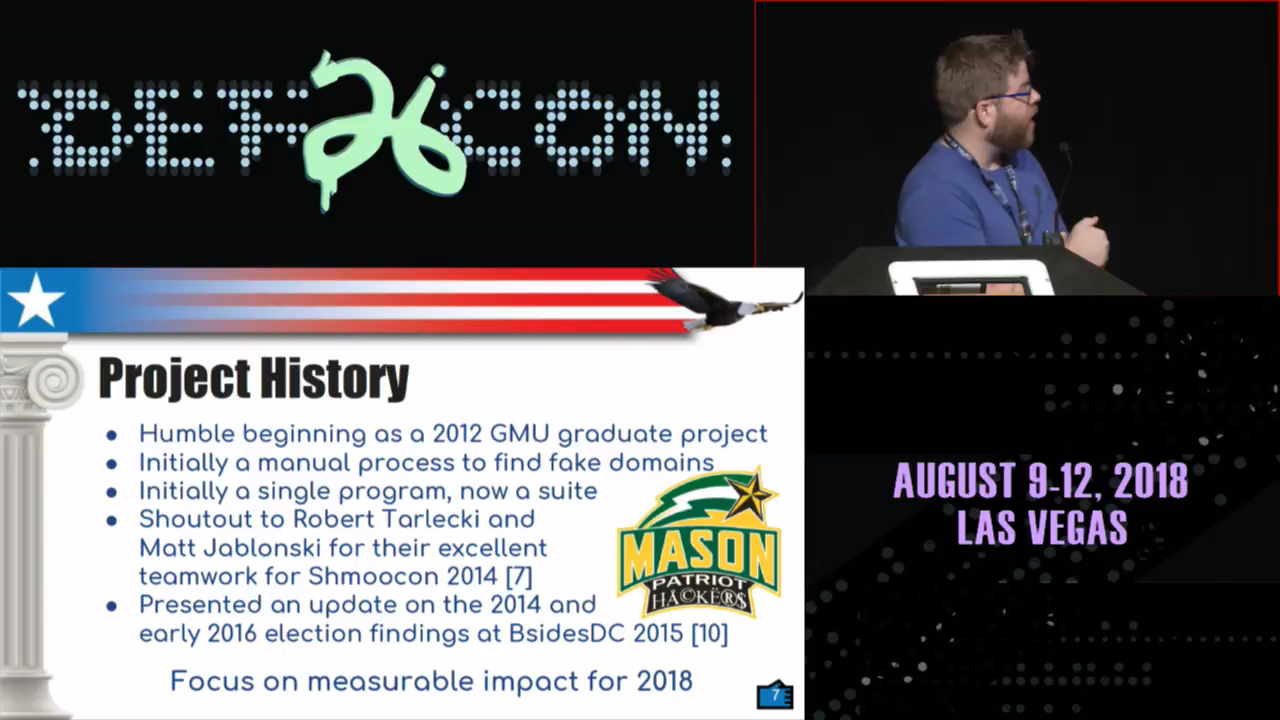 DEF CON
26
Project History
● Humble beginning as a 2012 GMU graduate project
● Initially a manual process to find fake domains
● Initially a single program, now a suite
● Shoutout to Robert Tarlecki and
Matt Jablonski for their excellent
teamwork for Shmoocon 2014 [7]
● Presented an update on the 2014 and
early 2016 election findings at BsidesDC 2015 [10]
MASON
PATRIOT
HÄ©KËR$
Focus on measurable impact for 2018
7
AUGUST 9-12, 2018
LAS VEGAS